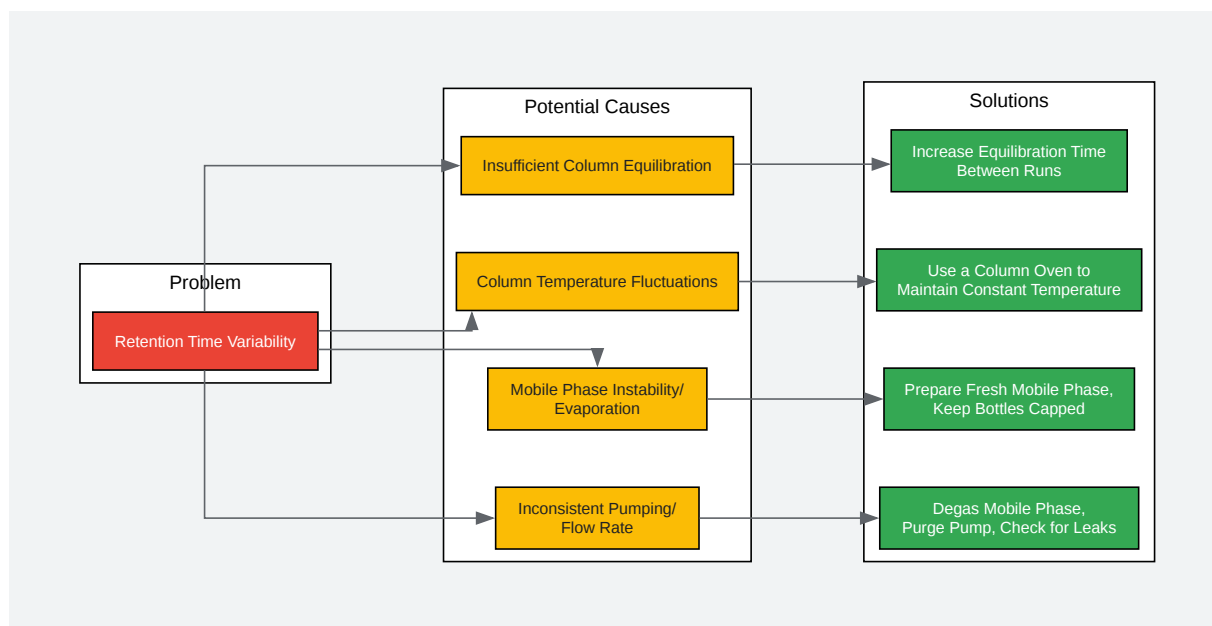 Problem
Retention Time Variability
Potential Causes
Insufficient Column Equilibration
Column Temperature Fluctuations
Mobile Phase Instability/
Evaporation
Inconsistent Pumping/
Flow Rate
Solutions
Increase Equilibration Time
Between Runs
Use a Column Oven to
Maintain Constant Temperature
Prepare Fresh Mobile Phase,
Keep Bottles Capped
Degas Mobile Phase,
Purge Pump, Check for Leaks